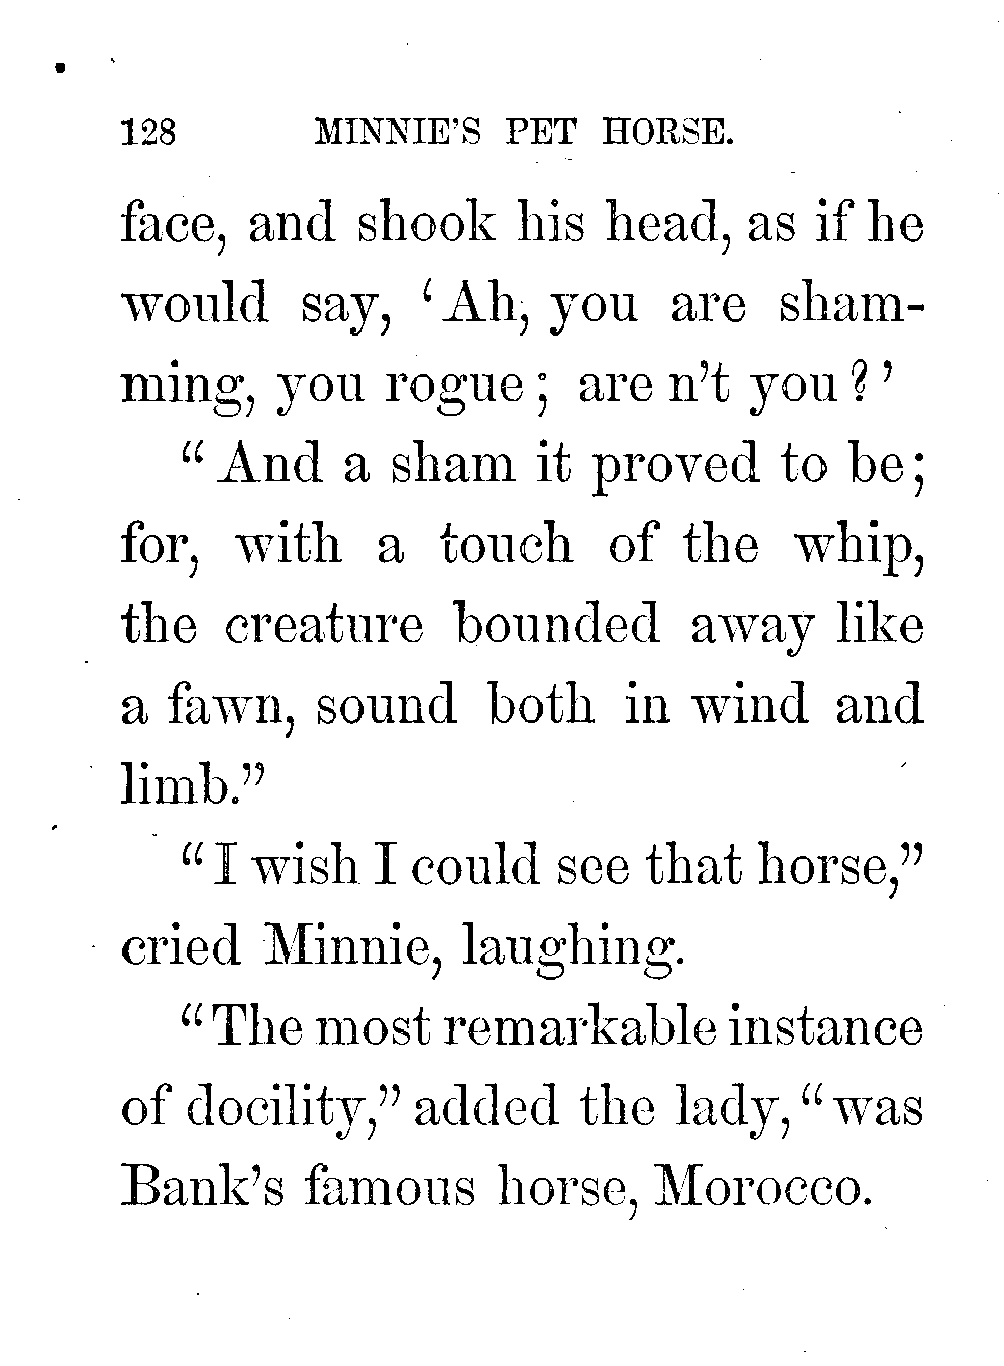 128 MINNIE'S PET HORSE.
face, and shook his head, as if he
would say, 'Ah, you are sham-
ming, you rogue; are n't you?'
"And a sham it proved to be;
for, with a touch of the whip,
the creature bounded away like
a fawn, sound both in wind and
limb."
"I wish I could see that horse,"
cried Minnie, laughing.
"The most remarkable instance
of docility," added the lady, "was
Bank's famous horse, Morocco.